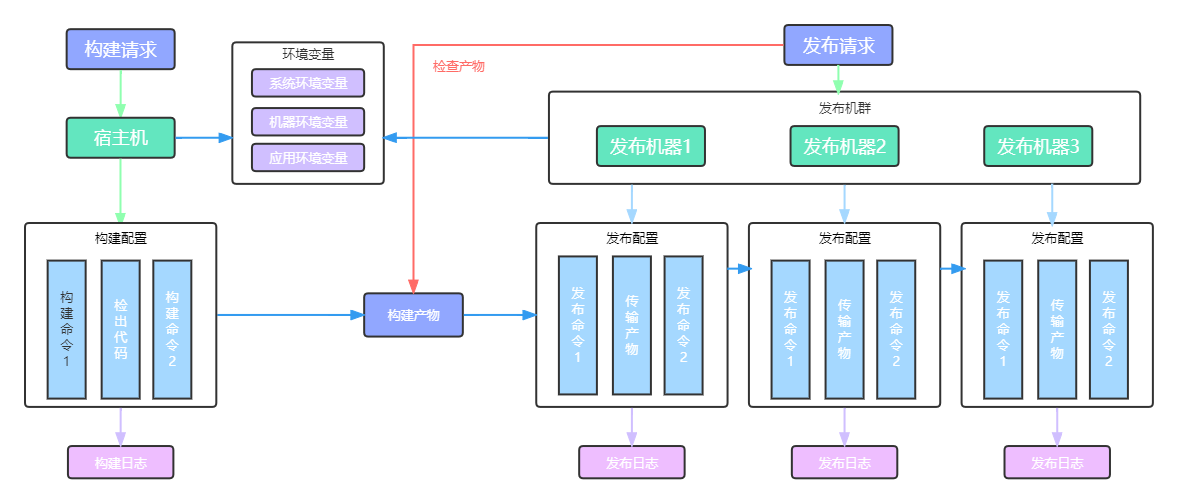 构建请求
环境变量
系统环境变量
机器环境变量
应用环境变量
检查产物
发布请求
宿主机
发布机群
发布机器1
发布机器2
发布机器3
构建配置
构建命令1
检出代码
构建命令2
构建产物
发布配置
发布命令1
传输产物
发布命令2
发布配置
发布命令1
传输产物
发布命令2
发布配置
发布命令1
传输产物
发布命令2
构建日志
发布日志
发布日志
发布日志